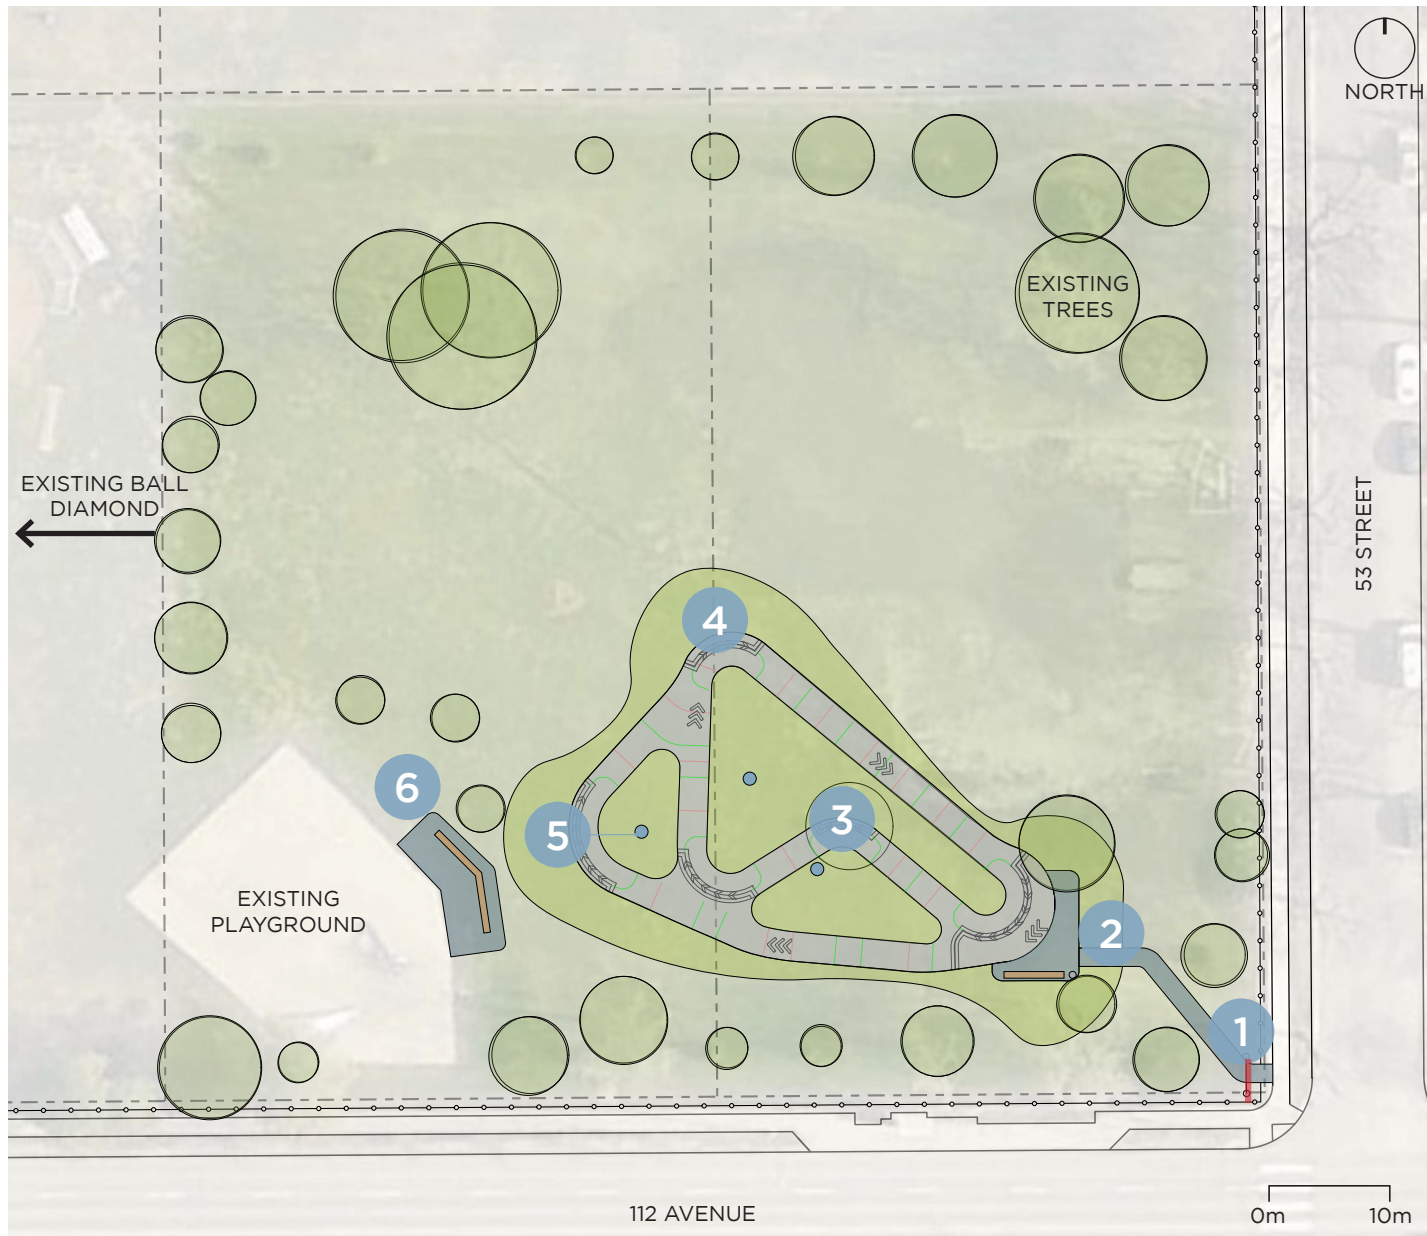 NORTH
EXISTING
TREES
EXISTING BALL
DIAMOND
53 STREET
4
6
3
5
EXISTING
PLAYGROUND
2
1
112 AVENUE
0m
10m